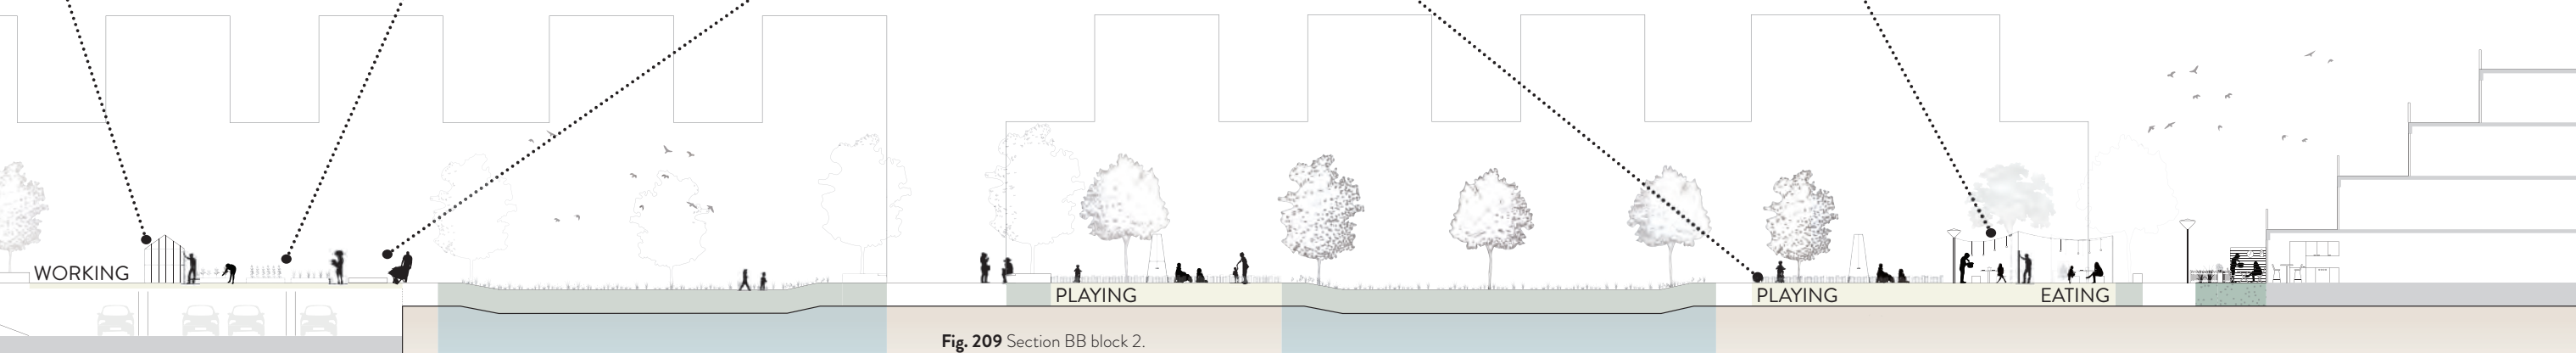 WORKING
PLAYING
PLAYING
EATING
Fig. 209 Section BB block 2.